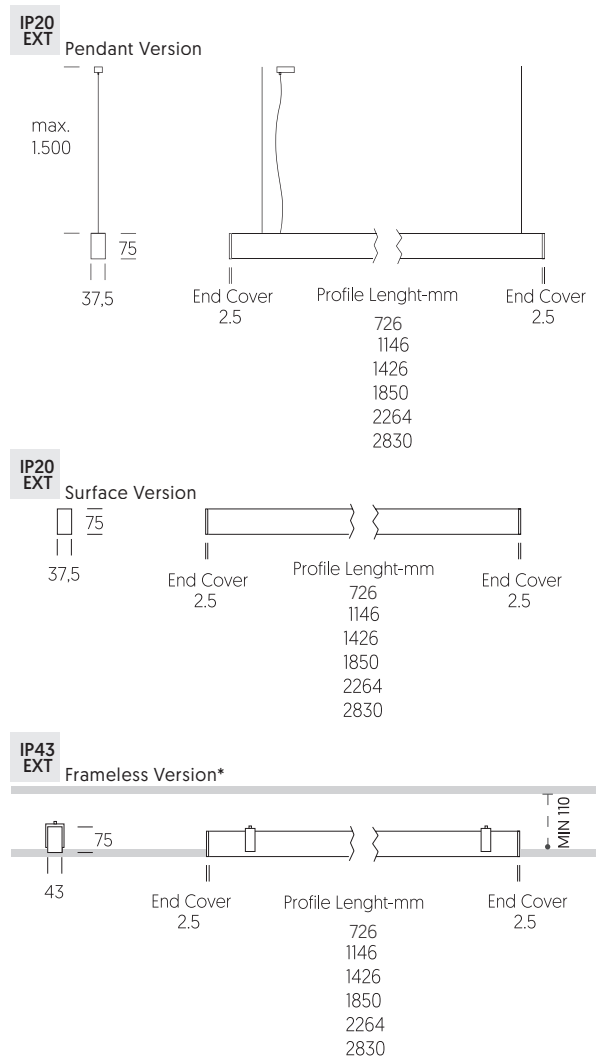 IP20
EXT
Pendant Version
max.
1.500
75
37,5
End Cover
2.5
Profile Lenght-mm
726
1146
1426
1850
2264
2830
End Cover
2.5
IP20
EXT
Surface Version
75
37,5
End Cover
2.5
Profile Lenght-mm
726
1146
1426
1850
2264
2830
End Cover
2.5
IP43
EXT
Frameless Version*
75
MIN 110
43
End Cover
2.5
Profile Lenght-mm
726
1146
1426
1850
2264
2830
End Cover
2.5